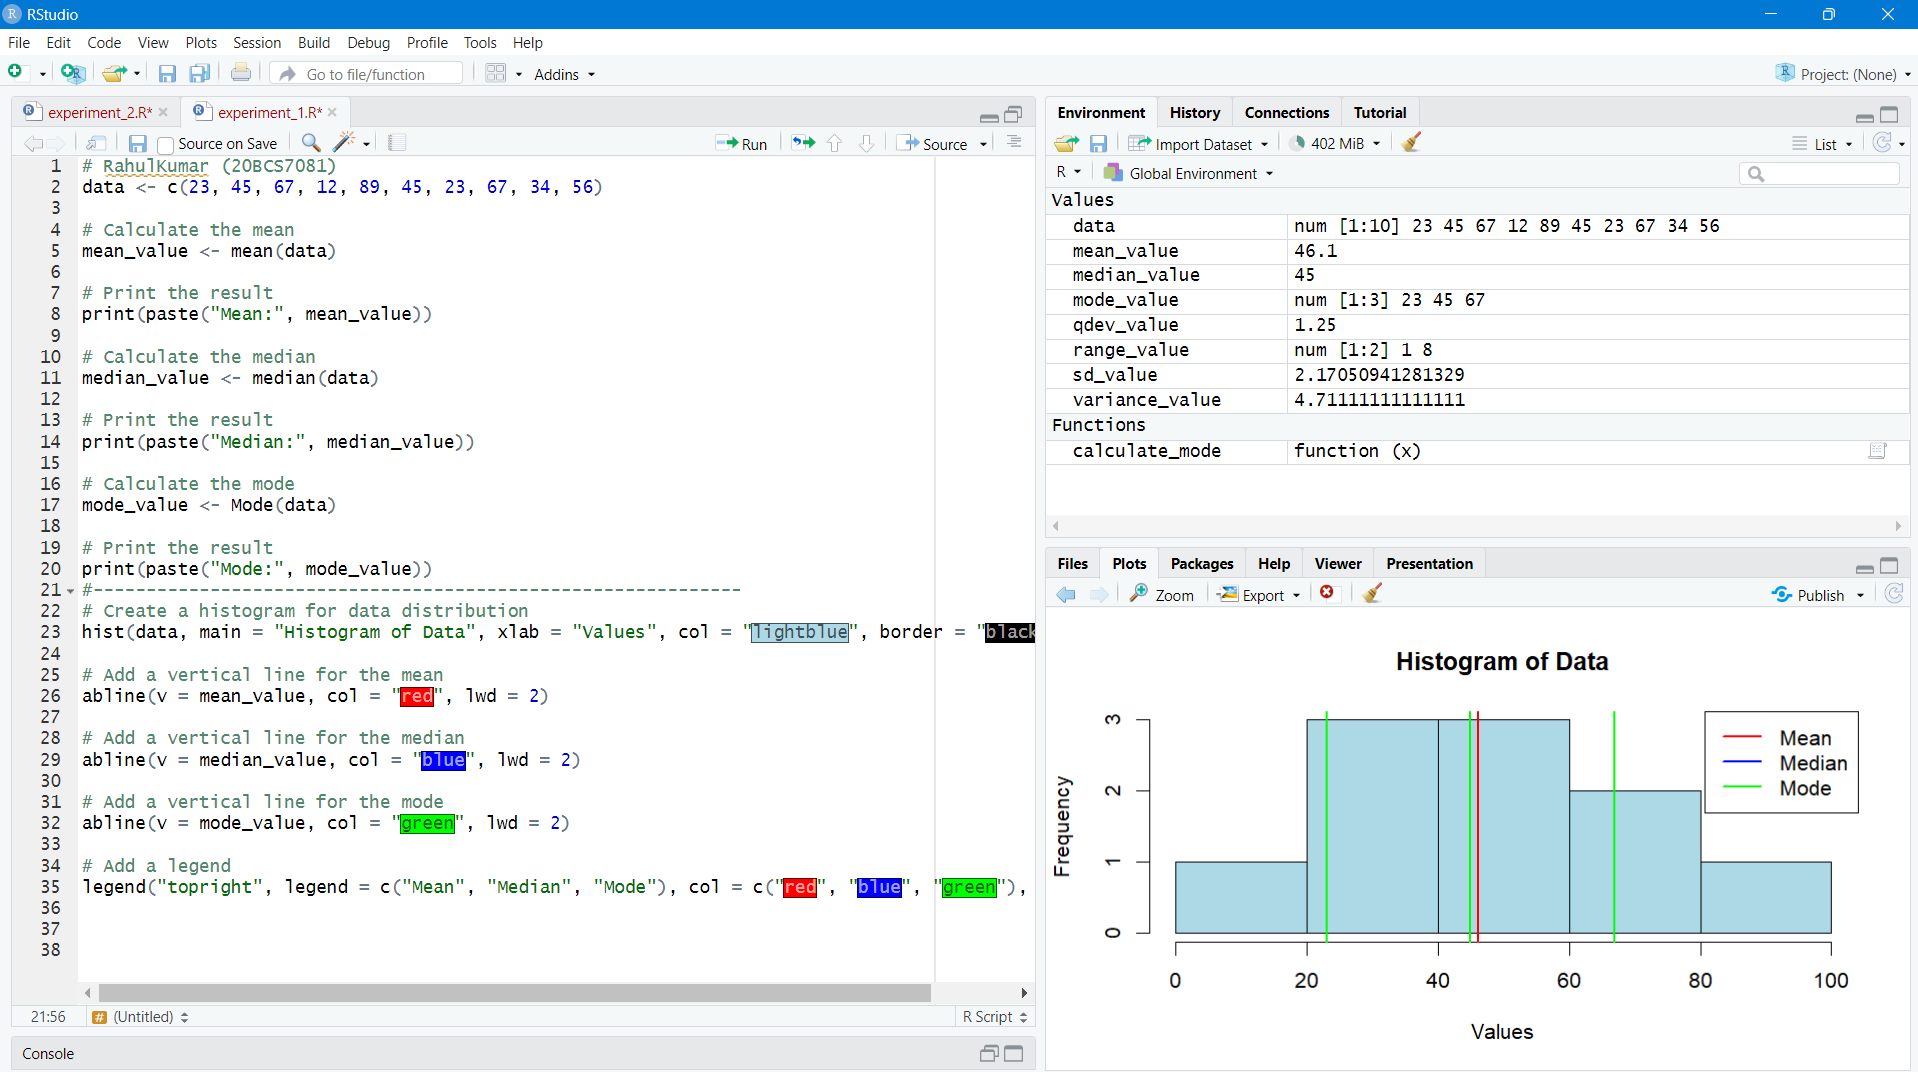 RStudio
File Edit Code View Plots Session Build Debug Profile Tools Help
Go to file/function Addins Project: (None)
experiment_2.R* experiment_1.R*
Source on Save Run Source
1 # RahulKumar (20BCS7081)
2 data <- c(23, 45, 67, 12, 89, 45, 23, 67, 34, 56)
3
4 # Calculate the mean
5 mean_value <- mean(data)
6
7 # Print the result
8 print(paste("Mean:", mean_value))
9
10 # Calculate the median
11 median_value <- median(data)
12
13 # Print the result
14 print(paste("Median:", median_value))
15
16 # Calculate the mode
17 mode_value <- Mode(data)
18
19 # Print the result
20 print(paste("Mode:", mode_value))
21 #-------------------------------------------------------------
22 # Create a histogram for data distribution
23 hist(data, main = "Histogram of Data", xlab = "Values", col = "lightblue", border = "black
24
25 # Add a vertical line for the mean
26 abline(v = mean_value, col = "red", lwd = 2)
27
28 # Add a vertical line for the median
29 abline(v = median_value, col = "blue", lwd = 2)
30
31 # Add a vertical line for the mode
32 abline(v = mode_value, col = "green", lwd = 2)
33
34 # Add a legend
35 legend("topright", legend = c("Mean", "Median", "Mode"), col = c("red", "blue", "green"),
36
37
38
21:56 # (Untitled) R Script
Console
Environment History Connections Tutorial
Import Dataset 402 MiB List
R Global Environment
Values
data num [1:10] 23 45 67 12 89 45 23 67 34 56
mean_value 46.1
median_value 45
mode_value num [1:3] 23 45 67
qdev_value 1.25
range_value num [1:2] 1 8
sd_value 2.17050941281329
variance_value 4.71111111111111
Functions
calculate_mode function (x)
Files Plots Packages Help Viewer Presentation
Zoom Export Publish
Histogram of Data
Mean
Median
Mode
Frequency
3
2
1
0
0 20 40 60 80 100
Values